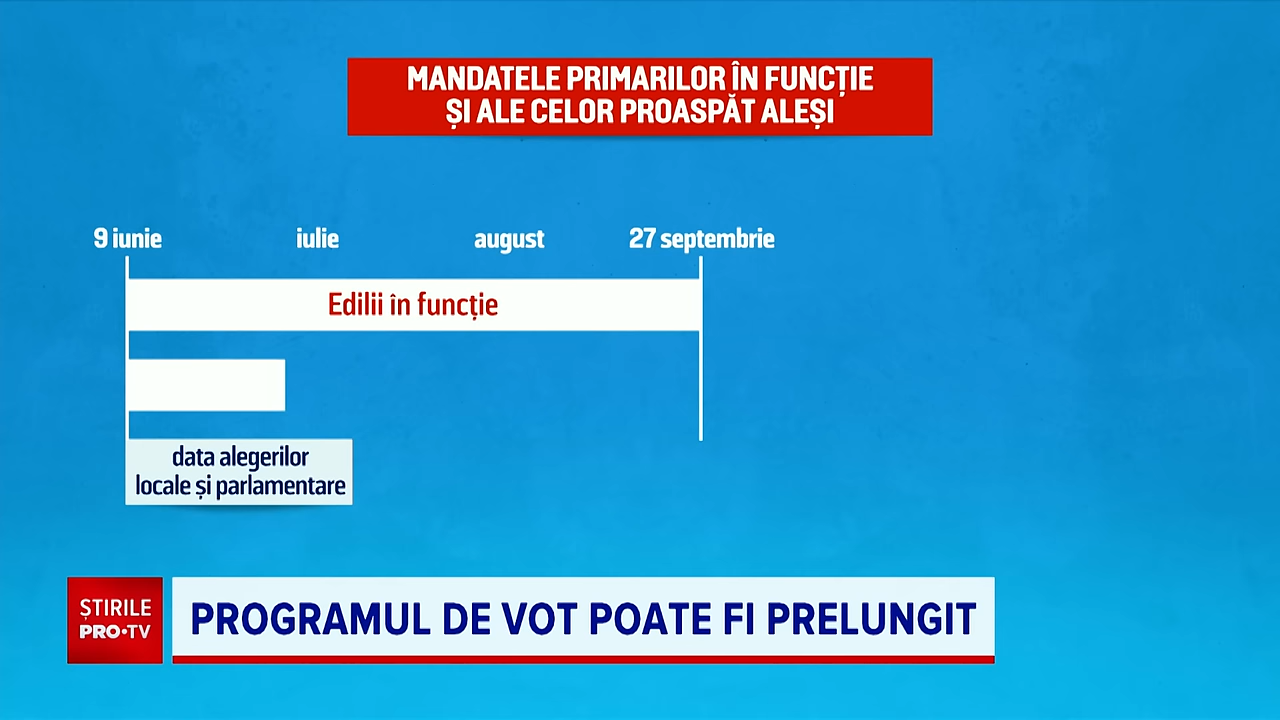 MANDATELE PRIMARILOR ÎN FUNCȚIE
ȘI ALE CELOR PROASPĂT ALEȘI
9 iunie iulie august 27 septembrie
Edilii în funcție
data alegerilor
locale și parlamentare
ȘTIRILE
PRO•TV
PROGRAMUL DE VOT POATE FI PRELUNGIT